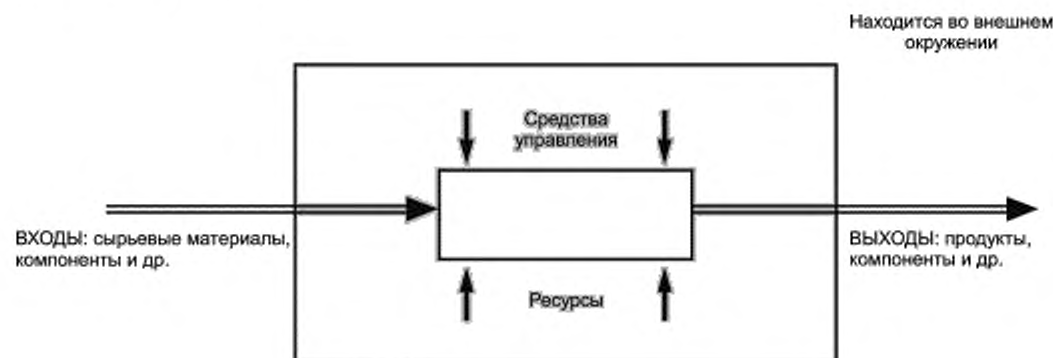 Находится во внешнем
окружении
Средства
управления
ВХОДЫ: сырьевые материалы,
компоненты и др.
ВЫХОДЫ: продукты,
компоненты и др.
Ресурсы